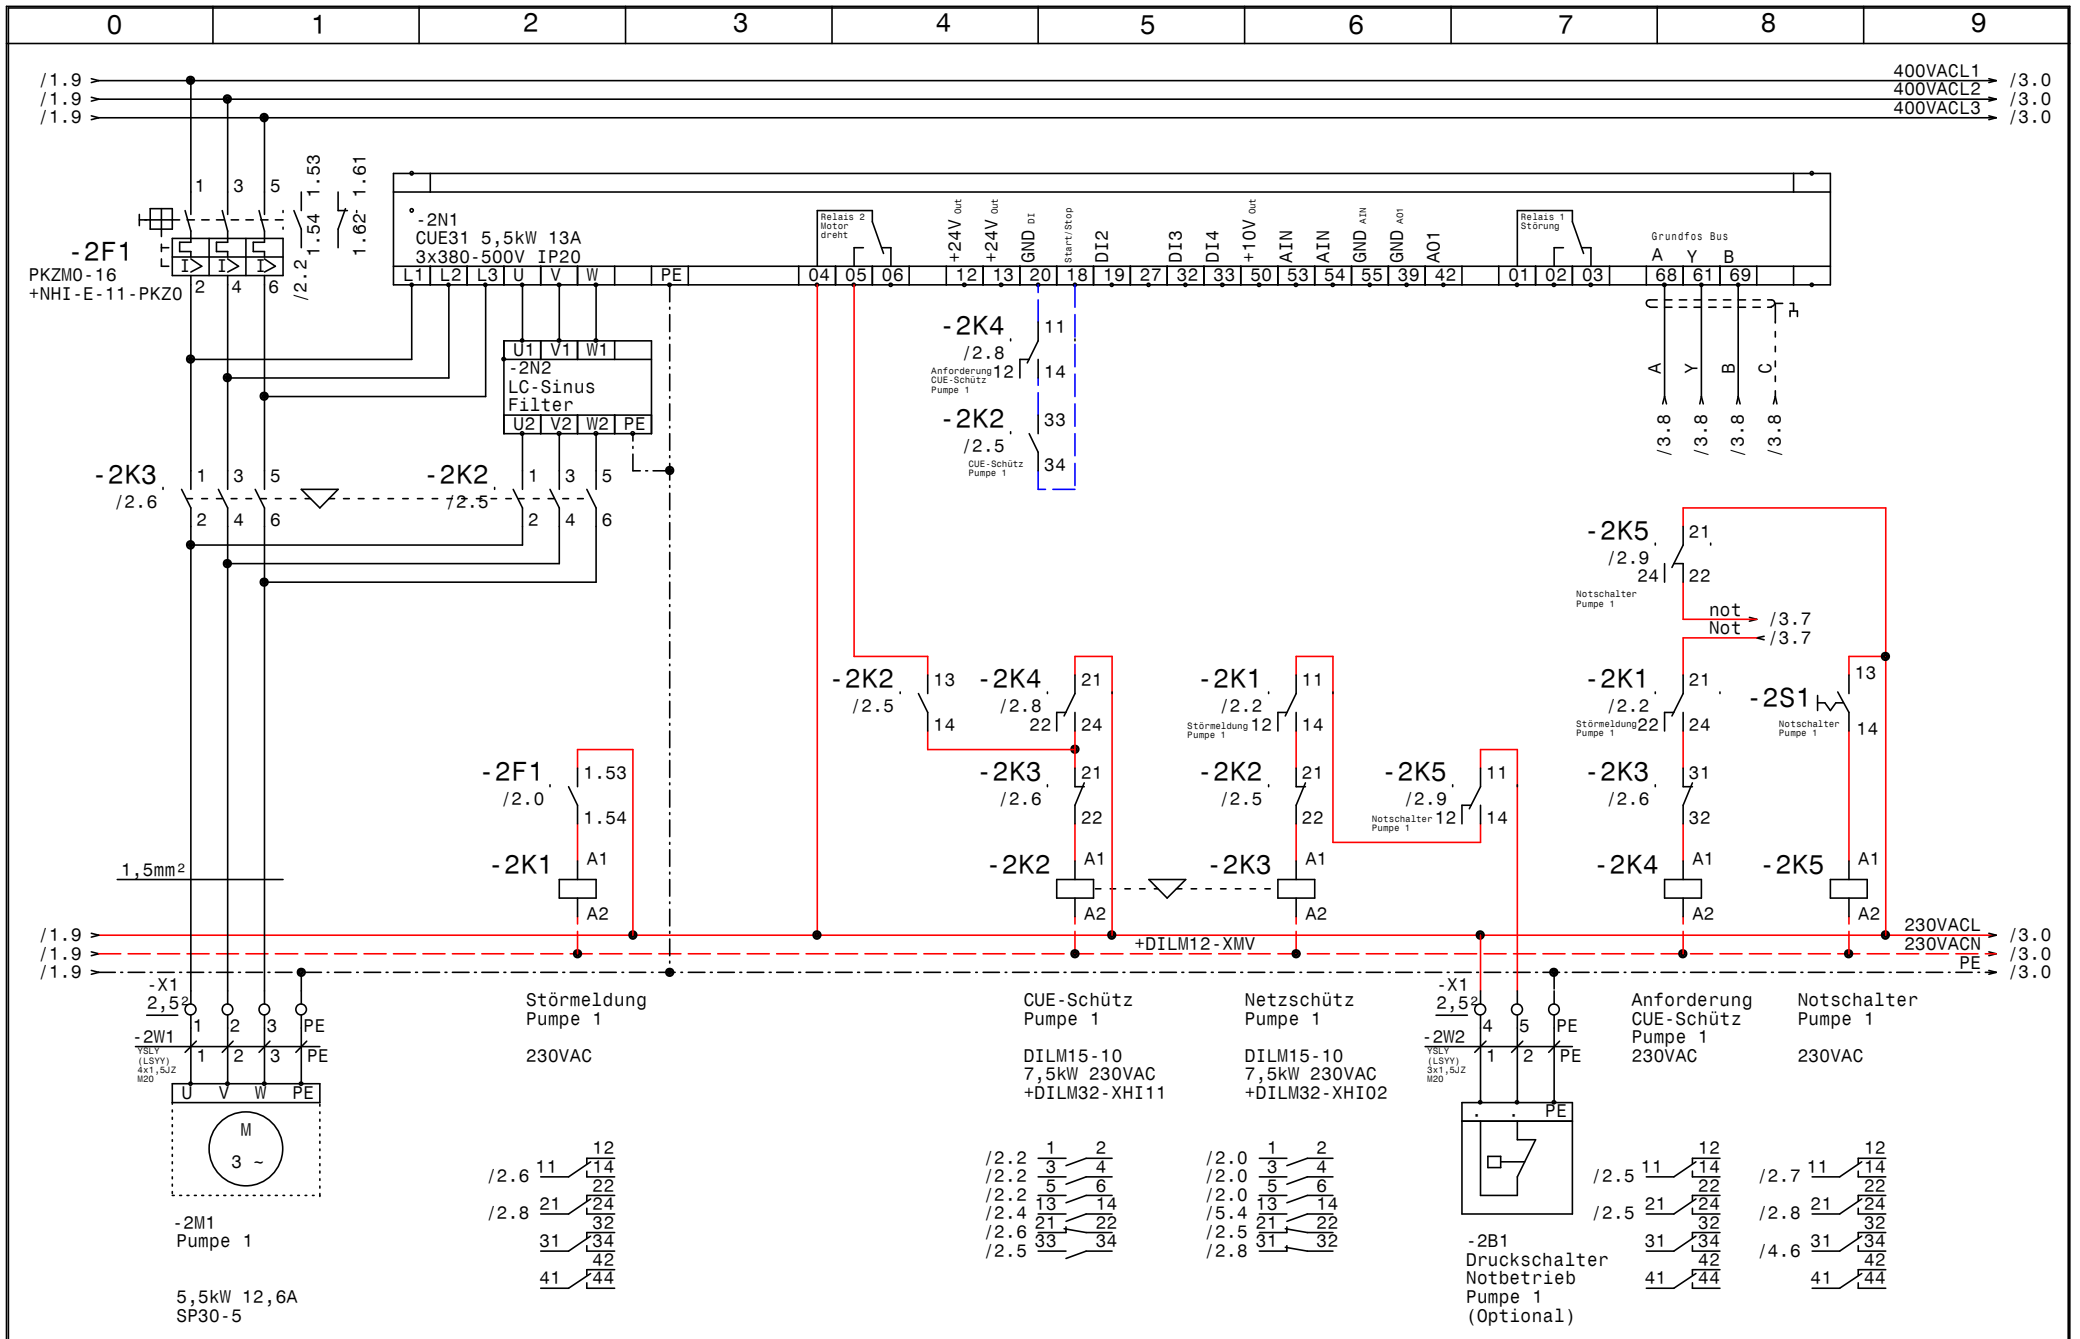 0 1 2 3 4 5 6 7 8 9
/1.9 400VACL1 /3.0
/1.9 400VACL2 /3.0
/1.9 400VACL3 /3.0
1 3 5
1.53 1.61
1.54 1.62
-2F1
PKZM0-16
+NHI-E-11-PKZ0
I> I> I>
2 4 6
/2.2
-2N1
CUE31 5,5kW 13A
3x380-500V IP20
L1 L2 L3 U V W PE
Relais 2
Motor
dreht
04 05 06
+24V Out
+24V Out
GND DI
Start/Stop
DI2
DI3
DI4
+10V Out
AIN
AIN
GND AIN
GND AO1
AO1
12 13 20 18 19 27 32 33 50 53 54 55 39 42
Relais 1
Störung
01 02 03
Grundfos Bus
A Y B
68 61 69
A Y B C
/3.8 /3.8 /3.8 /3.8
U1 V1 W1
-2N2
LC-Sinus
Filter
U2 V2 W2 PE
-2K4
/2.8
Anforderung
CUE-Schütz
Pumpe 1
11
12 14
-2K2
/2.5
CUE-Schütz
Pumpe 1
33
34
-2K3
/2.6
1 3 5
2 4 6
-2K2
/2.5
1 3 5
2 4 6
-2K5
/2.9
21
24 22
Notschalter
Pumpe 1
not /3.7
Not /3.7
-2K2
/2.5
13
14
-2K4
/2.8
21
22 24
-2K1
/2.2
Störmeldung
Pumpe 1
11
12 14
-2K1
/2.2
Störmeldung
Pumpe 1
21
22 24
-2S1
Notschalter
Pumpe 1
13
14
-2F1
/2.0
1.53
1.54
-2K3
/2.6
21
22
-2K2
/2.5
21
22
-2K5
/2.9
Notschalter
Pumpe 1
11
12 14
-2K3
/2.6
31
32
1,5mm²
-2K1
A1
A2
-2K2
A1
A2
-2K3
A1
A2
-2K4
A1
A2
-2K5
A1
A2
/1.9 230VACL /3.0
/1.9 +DILM12-XMV 230VACN /3.0
/1.9 PE /3.0
-X1
2,5²
1 2 3 PE
-2W1
YSLY
(LSYY)
4x1,5JZ
M20
1 2 3 PE
U V W PE
M
3 ~
-2M1
Pumpe 1
5,5kW 12,6A
SP30-5
Störmeldung
Pumpe 1
230VAC
12
/2.6 11 14
22
/2.8 21 24
32
31 34
42
41 44
CUE-Schütz
Pumpe 1
DILM15-10
7,5kW 230VAC
+DILM32-XHI11
/2.2 1 2
/2.2 3 4
/2.2 5 6
/2.4 13 14
/2.6 21 22
/2.5 33 34
Netzschütz
Pumpe 1
DILM15-10
7,5kW 230VAC
+DILM32-XHI02
/2.0 1 2
/2.0 3 4
/2.0 5 6
/5.4 13 14
/2.5 21 22
/2.8 31 32
-X1
2,5²
4 5 PE
-2W2
YSLY
(LSYY)
3x1,5JZ
M20
1 2 PE
. . PE
-2B1
Druckschalter
Notbetrieb
Pumpe 1
(Optional)
Anforderung
CUE-Schütz
Pumpe 1
230VAC
12
/2.5 11 14
22
/2.5 21 24
32
31 34
42
41 44
Notschalter
Pumpe 1
230VAC
12
/2.7 11 14
22
/2.8 21 24
32
/4.6 31 34
42
41 44